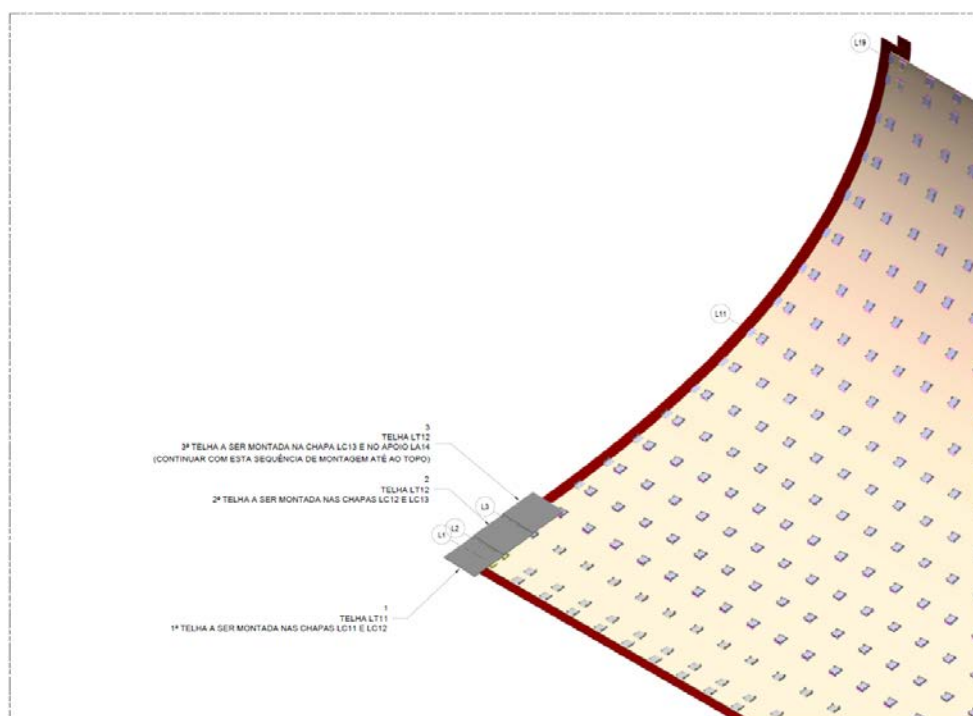 L19
L11
3
TELHA LT12
3ª TELHA A SER MONTADA NA CHAPA LC13 E NO APOIO LA14
(CONTINUAR COM ESTA SEQUÊNCIA DE MONTAGEM ATÉ AO TOPO)
2
TELHA LT12
2ª TELHA A SER MONTADA NAS CHAPAS LC12 E LC13
L3
L2
L1
1
TELHA LT11
1ª TELHA A SER MONTADA NAS CHAPAS LC11 E LC12